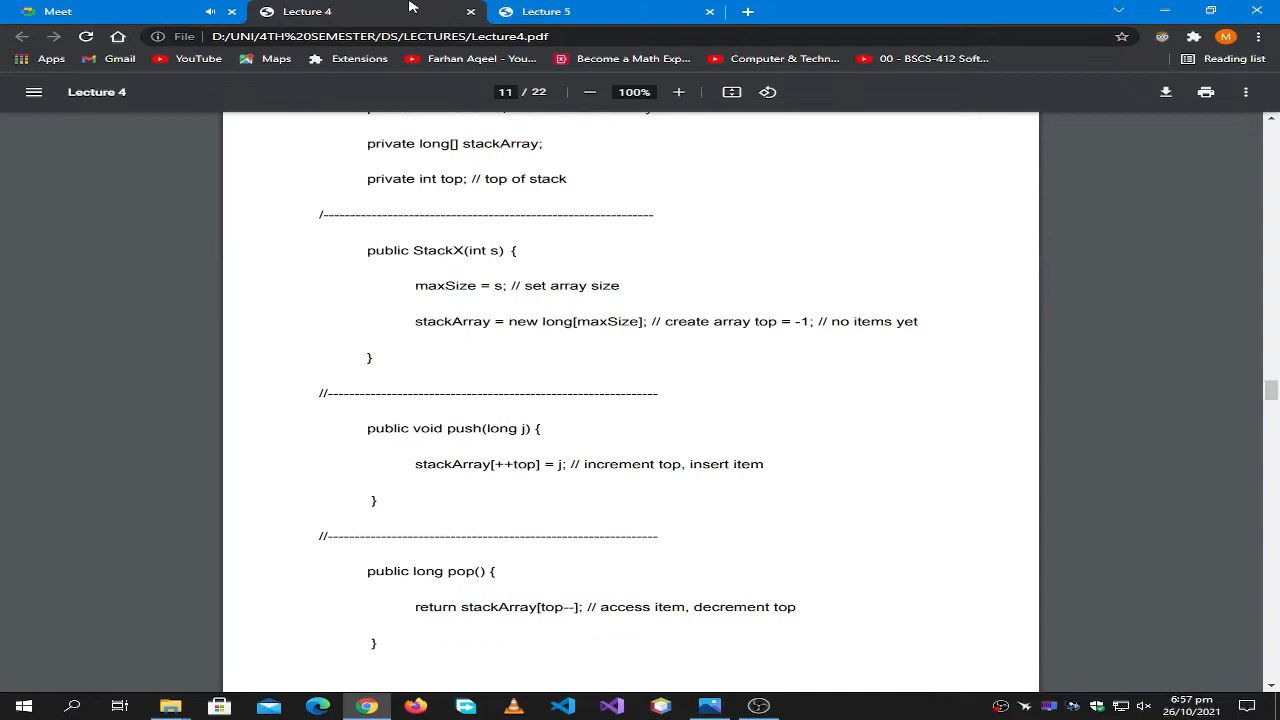 Meet
Lecture 4
Lecture 5
File D:/UNI/4TH%20SEMESTER/DS/LECTURES/Lecture4.pdf
M
Apps
Gmail
YouTube
Maps
Extensions
Farhan Aqeel - You...
Become a Math Exp...
Computer & Techn...
00 - BSCS-412 Soft...
Reading list
Lecture 4
11 / 22
100%
private long[] stackArray;
private int top; // top of stack
/--------------------------------------------------------------
public StackX(int s) {
maxSize = s; // set array size
stackArray = new long[maxSize]; // create array top = -1; // no items yet
}
//--------------------------------------------------------------
public void push(long j) {
stackArray[++top] = j; // increment top, insert item
}
//--------------------------------------------------------------
public long pop() {
return stackArray[top--]; // access item, decrement top
}
6:57 pm
26/10/2021